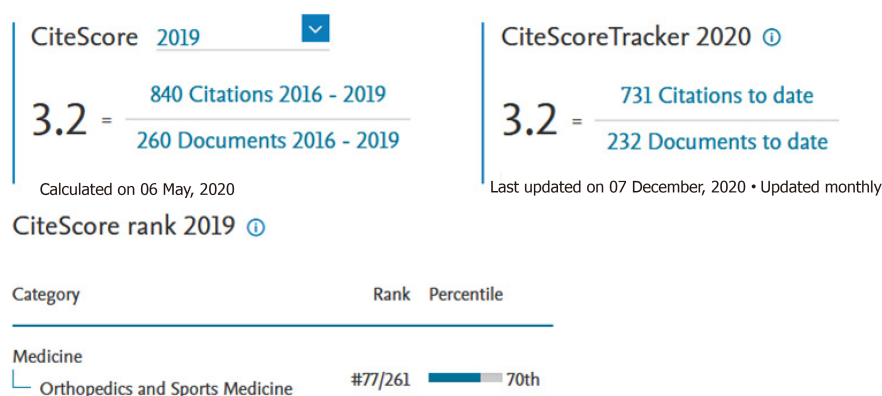 CiteScore 2019
3.2 = 840 Citations 2016 - 2019
260 Documents 2016 - 2019
Calculated on 06 May, 2020
CiteScoreTracker 2020
3.2 = 731 Citations to date
232 Documents to date
Last updated on 07 December, 2020 • Updated monthly
CiteScore rank 2019
Category Rank Percentile
Medicine
Orthopedics and Sports Medicine #77/261 70th